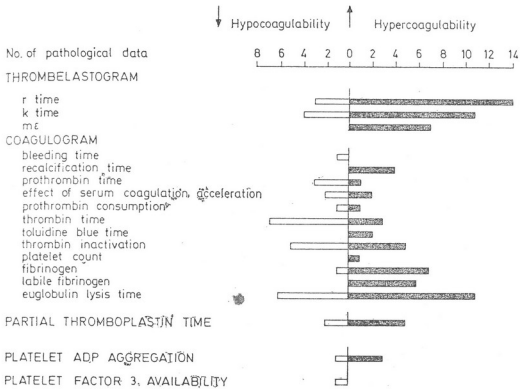 ↓ Hypocoagulability ↑ Hypercoagulability
No. of pathological data 8 6 4 2 0 2 4 6 8 10 12 14
THROMBELASTOGRAM
r time
k time
mε
COAGULOGRAM
bleeding time
recalcification time
prothrombin time
effect of serum coagulation, acceleration
prothrombin consumption
thrombin time
toluidine blue time
thrombin inactivation
platelet count
fibrinogen
labile fibrinogen
euglobulin lysis time
PARTIAL THROMBOPLASTIN TIME
PLATELET ADP AGGREGATION
PLATELET FACTOR 3, AVAILABILITY